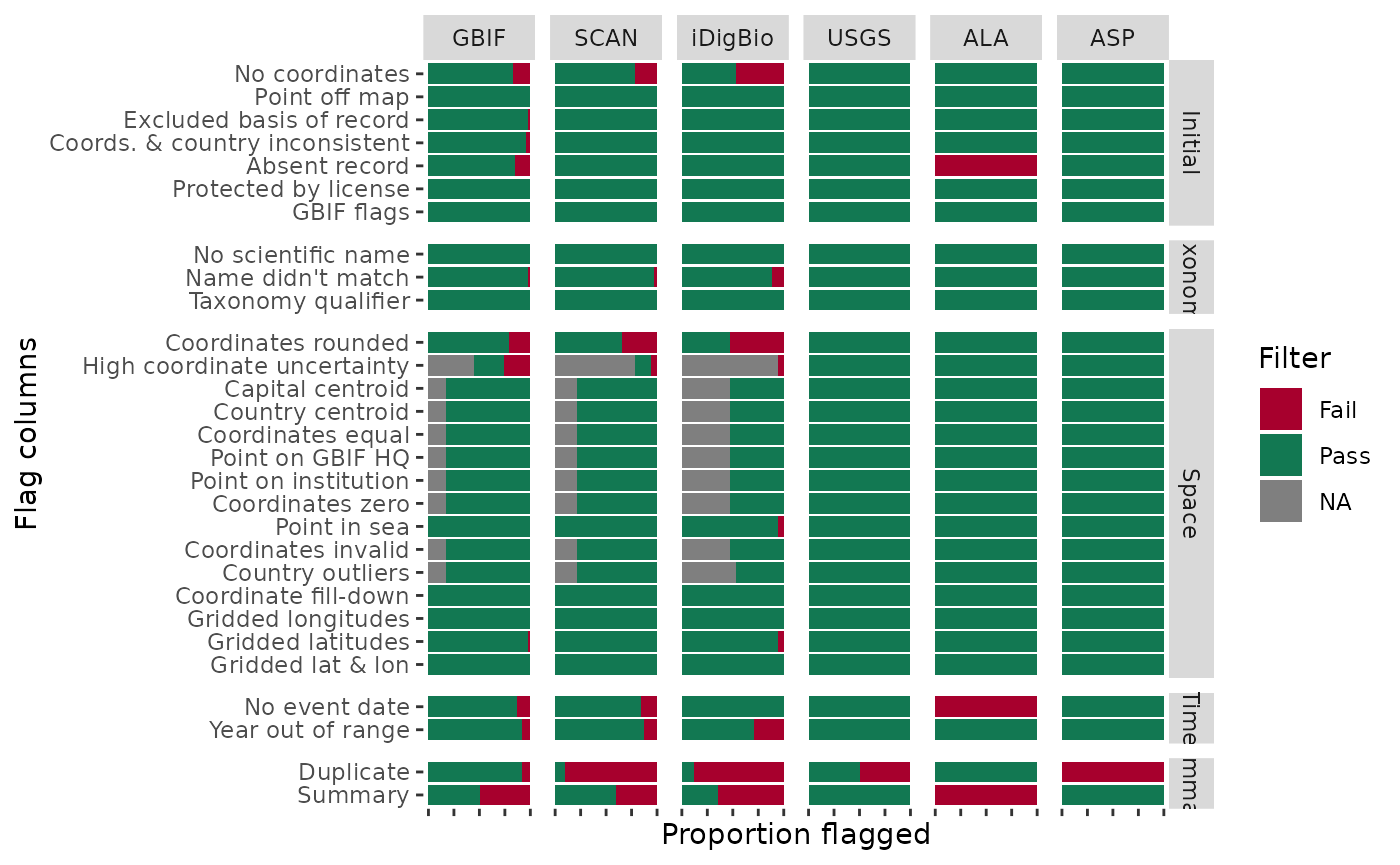 GBIF SCAN iDigBio USGS ALA ASP
No coordinates
Point off map
Excluded basis of record
Coords. & country inconsistent
Absent record
Protected by license
GBIF flags
Initial
No scientific name
Name didn't match
Taxonomy qualifier
xonom
Coordinates rounded
High coordinate uncertainty
Capital centroid
Country centroid
Coordinates equal
Point on GBIF HQ
Point on institution
Coordinates zero
Point in sea
Coordinates invalid
Country outliers
Coordinate fill-down
Gridded longitudes
Gridded latitudes
Gridded lat & lon
Space
No event date
Year out of range
Time
Duplicate
Summary
mma
Flag columns
Proportion flagged
Filter
Fail
Pass
NA